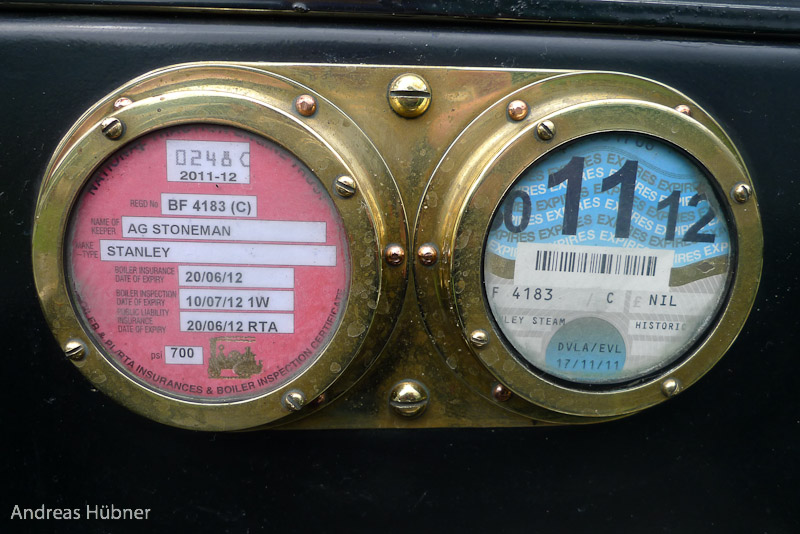 0248C
2011-12
REGD No BF 4183 (C)
NAME OF KEEPER AG STONEMAN
STANLEY
BOILER INSURANCE DATE OF EXPIRY 20/06/12
BOILER INSPECTION DATE OF EXPIRY 10/07/12 1W
PUBLIC LIABILITY INSURANCE DATE OF EXPIRY 20/06/12 RTA
psi 700
INSURANCES & BOILER INSPECTION CERTIFICATE
EXPIRES EXPIRES EXPIRES
11 12
F 4183 C £ NIL
LEY STEAM HISTORIC
DVLA/EVL
17/11/11
Andreas Hübner